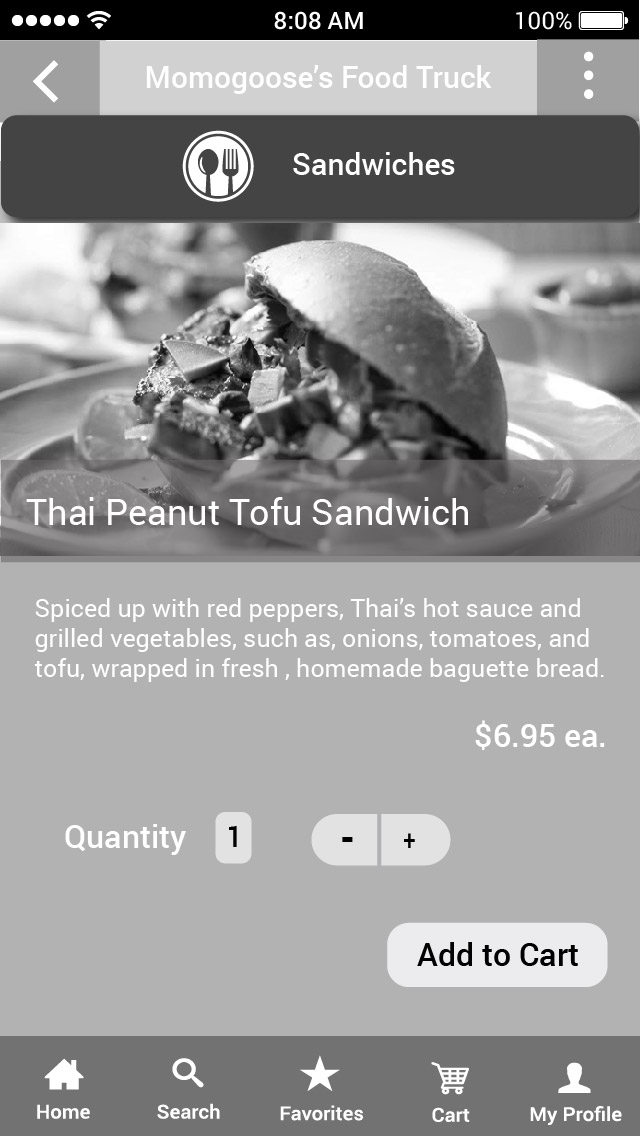 8:08 AM 100%
Momogoose’s Food Truck
Sandwiches
Thai Peanut Tofu Sandwich
Spiced up with red peppers, Thai’s hot sauce and
grilled vegetables, such as, onions, tomatoes, and
tofu, wrapped in fresh , homemade baguette bread.
$6.95 ea.
Quantity 1 - +
Add to Cart
Home Search Favorites Cart My Profile